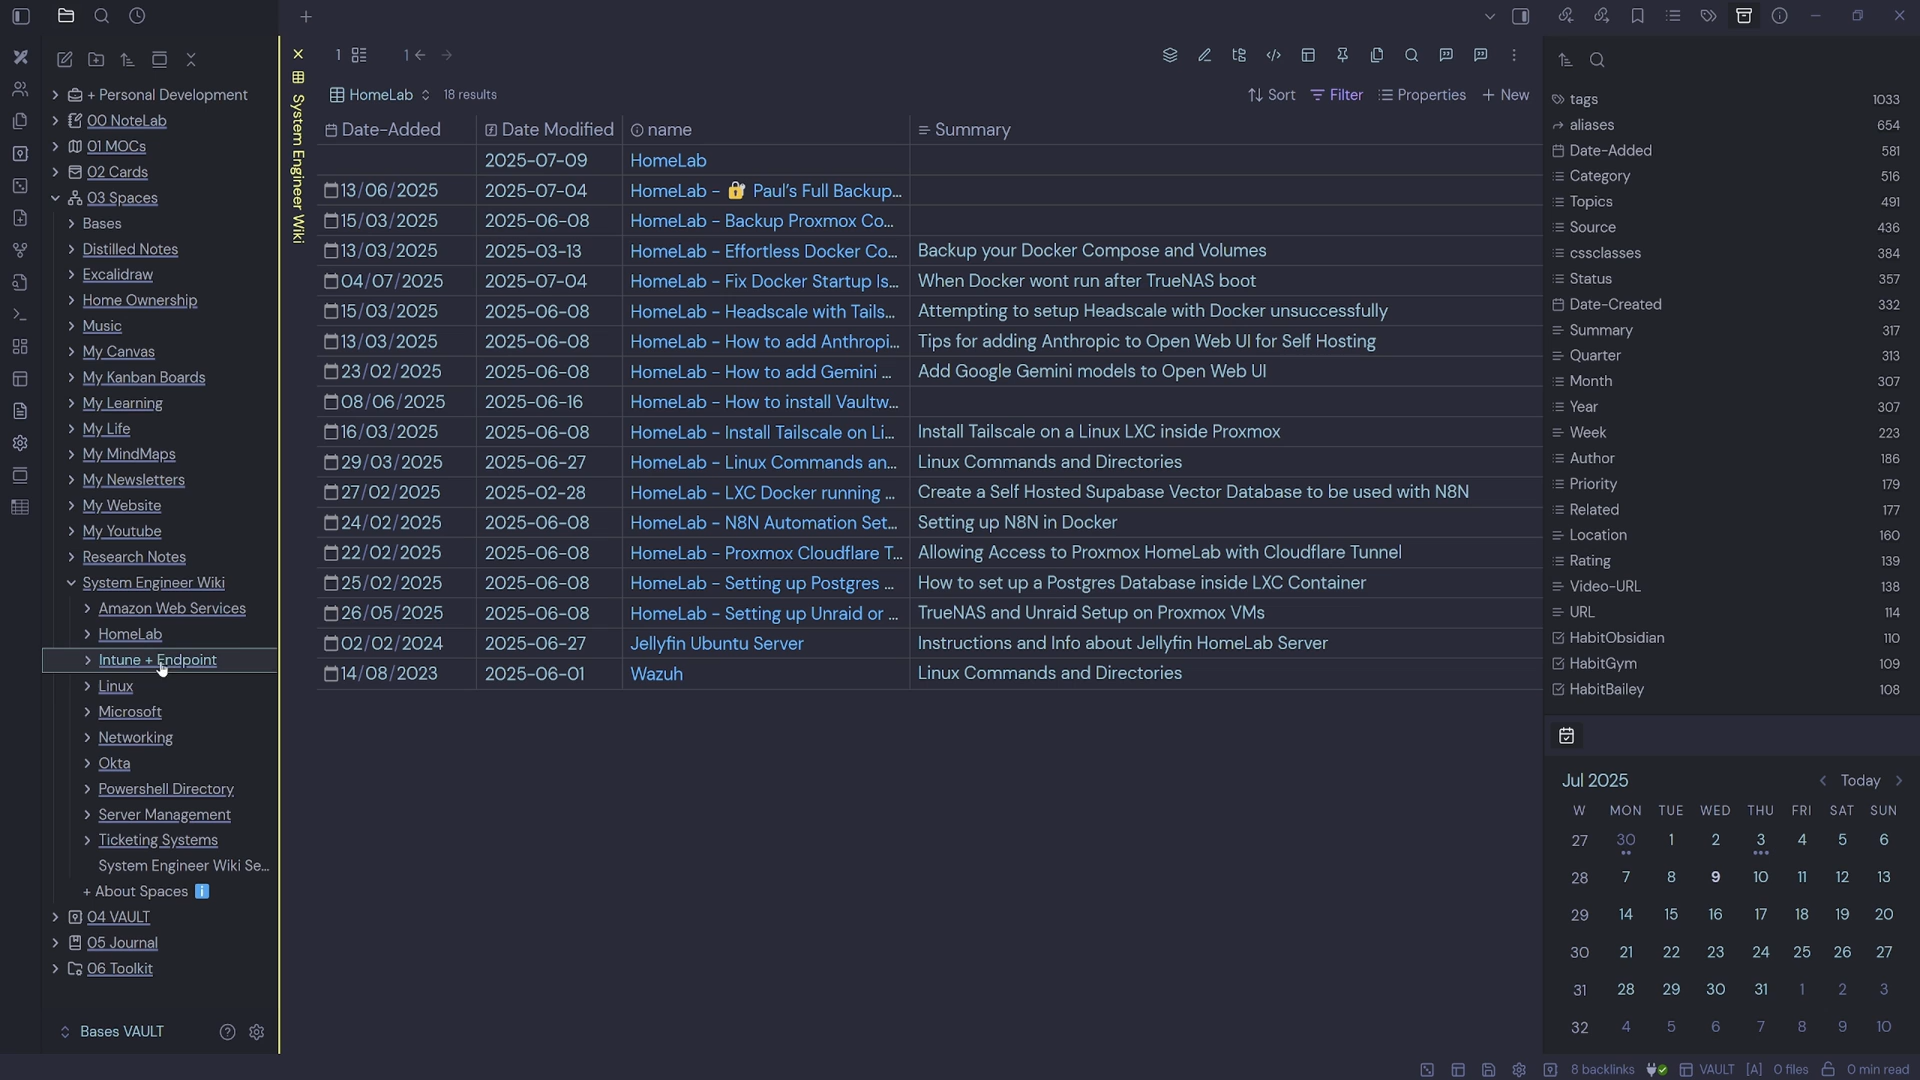 + Personal Development
00 NoteLab
01 MOCs
02 Cards
03 Spaces
Bases
Distilled Notes
Excalidraw
Home Ownership
Music
My Canvas
My Kanban Boards
My Learning
My Life
My MindMaps
My Newsletters
My Website
My Youtube
Research Notes
System Engineer Wiki
Amazon Web Services
HomeLab
Intune + Endpoint
Linux
Microsoft
Networking
Okta
Powershell Directory
Server Management
Ticketing Systems
System Engineer Wiki Se...
+ About Spaces ℹ️
04 VAULT
05 Journal
06 Toolkit
Bases VAULT
System Engineer Wiki
1 1
HomeLab 18 results Sort Filter Properties + New
Date-Added Date Modified name Summary
2025-07-09 HomeLab
13/06/2025 2025-07-04 HomeLab - 🔐 Paul's Full Backup...
15/03/2025 2025-06-08 HomeLab - Backup Proxmox Co...
13/03/2025 2025-03-13 HomeLab - Effortless Docker Co... Backup your Docker Compose and Volumes
04/07/2025 2025-07-04 HomeLab - Fix Docker Startup Is... When Docker wont run after TrueNAS boot
15/03/2025 2025-06-08 HomeLab - Headscale with Tails... Attempting to setup Headscale with Docker unsuccessfully
13/03/2025 2025-06-08 HomeLab - How to add Anthropi... Tips for adding Anthropic to Open Web UI for Self Hosting
23/02/2025 2025-06-08 HomeLab - How to add Gemini ... Add Google Gemini models to Open Web UI
08/06/2025 2025-06-16 HomeLab - How to install Vaultw...
16/03/2025 2025-06-08 HomeLab - Install Tailscale on Li... Install Tailscale on a Linux LXC inside Proxmox
29/03/2025 2025-06-27 HomeLab - Linux Commands an... Linux Commands and Directories
27/02/2025 2025-02-28 HomeLab - LXC Docker running ... Create a Self Hosted Supabase Vector Database to be used with N8N
24/02/2025 2025-06-08 HomeLab - N8N Automation Set... Setting up N8N in Docker
22/02/2025 2025-06-08 HomeLab - Proxmox Cloudflare T... Allowing Access to Proxmox HomeLab with Cloudflare Tunnel
25/02/2025 2025-06-08 HomeLab - Setting up Postgres ... How to set up a Postgres Database inside LXC Container
26/05/2025 2025-06-08 HomeLab - Setting up Unraid or ... TrueNAS and Unraid Setup on Proxmox VMs
02/02/2024 2025-06-27 Jellyfin Ubuntu Server Instructions and Info about Jellyfin HomeLab Server
14/08/2023 2025-06-01 Wazuh Linux Commands and Directories
tags 1033
aliases 654
Date-Added 581
Category 516
Topics 491
Source 436
cssclasses 384
Status 357
Date-Created 332
Summary 317
Quarter 313
Month 307
Year 307
Week 223
Author 186
Priority 179
Related 177
Location 160
Rating 139
Video-URL 138
URL 114
HabitObsidian 110
HabitGym 109
HabitBailey 108
Jul 2025 Today
W MON TUE WED THU FRI SAT SUN
27 30 1 2 3 4 5 6
28 7 8 9 10 11 12 13
29 14 15 16 17 18 19 20
30 21 22 23 24 25 26 27
31 28 29 30 31 1 2 3
32 4 5 6 7 8 9 10
8 backlinks VAULT [A] 0 files 0 min read